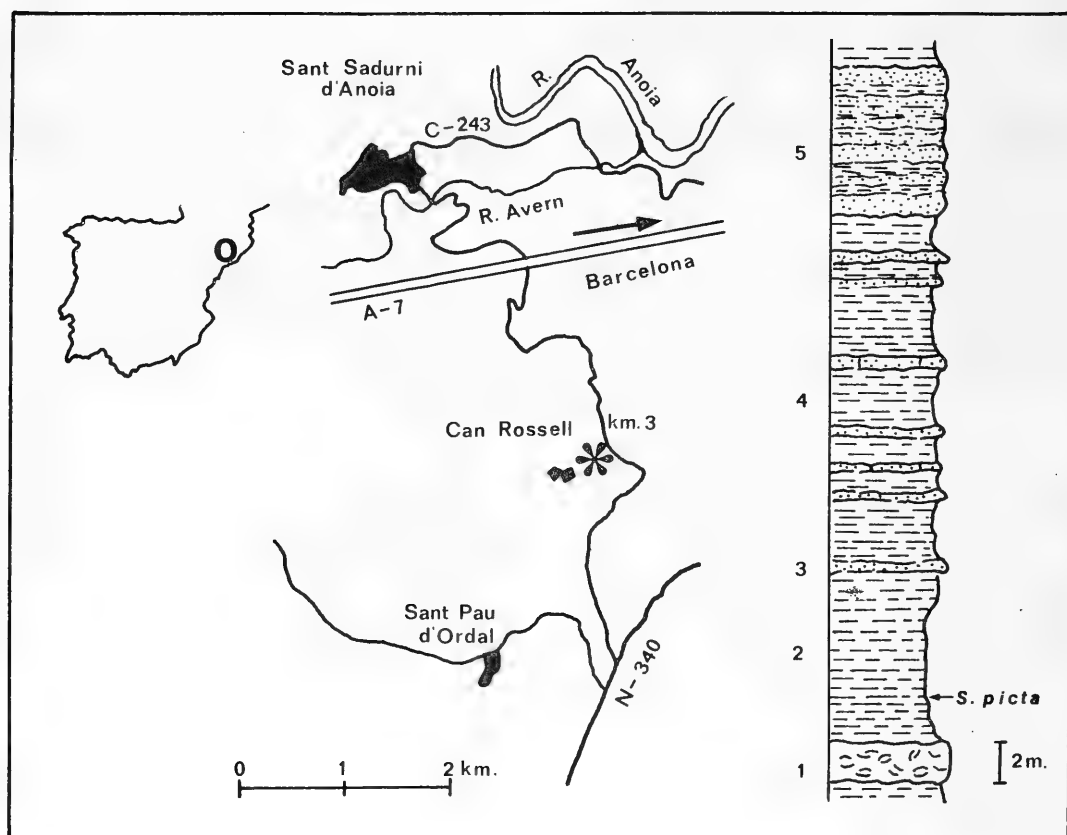 Sant Sadurni
d'Anoia
R.
Anoia
C-243
R. Avern
Barcelona
A-7
Can Rossell
km. 3
Sant Pau
d'Ordal
N-340
0 1 2 km.
5
4
3
2
S. picta
1
2m.